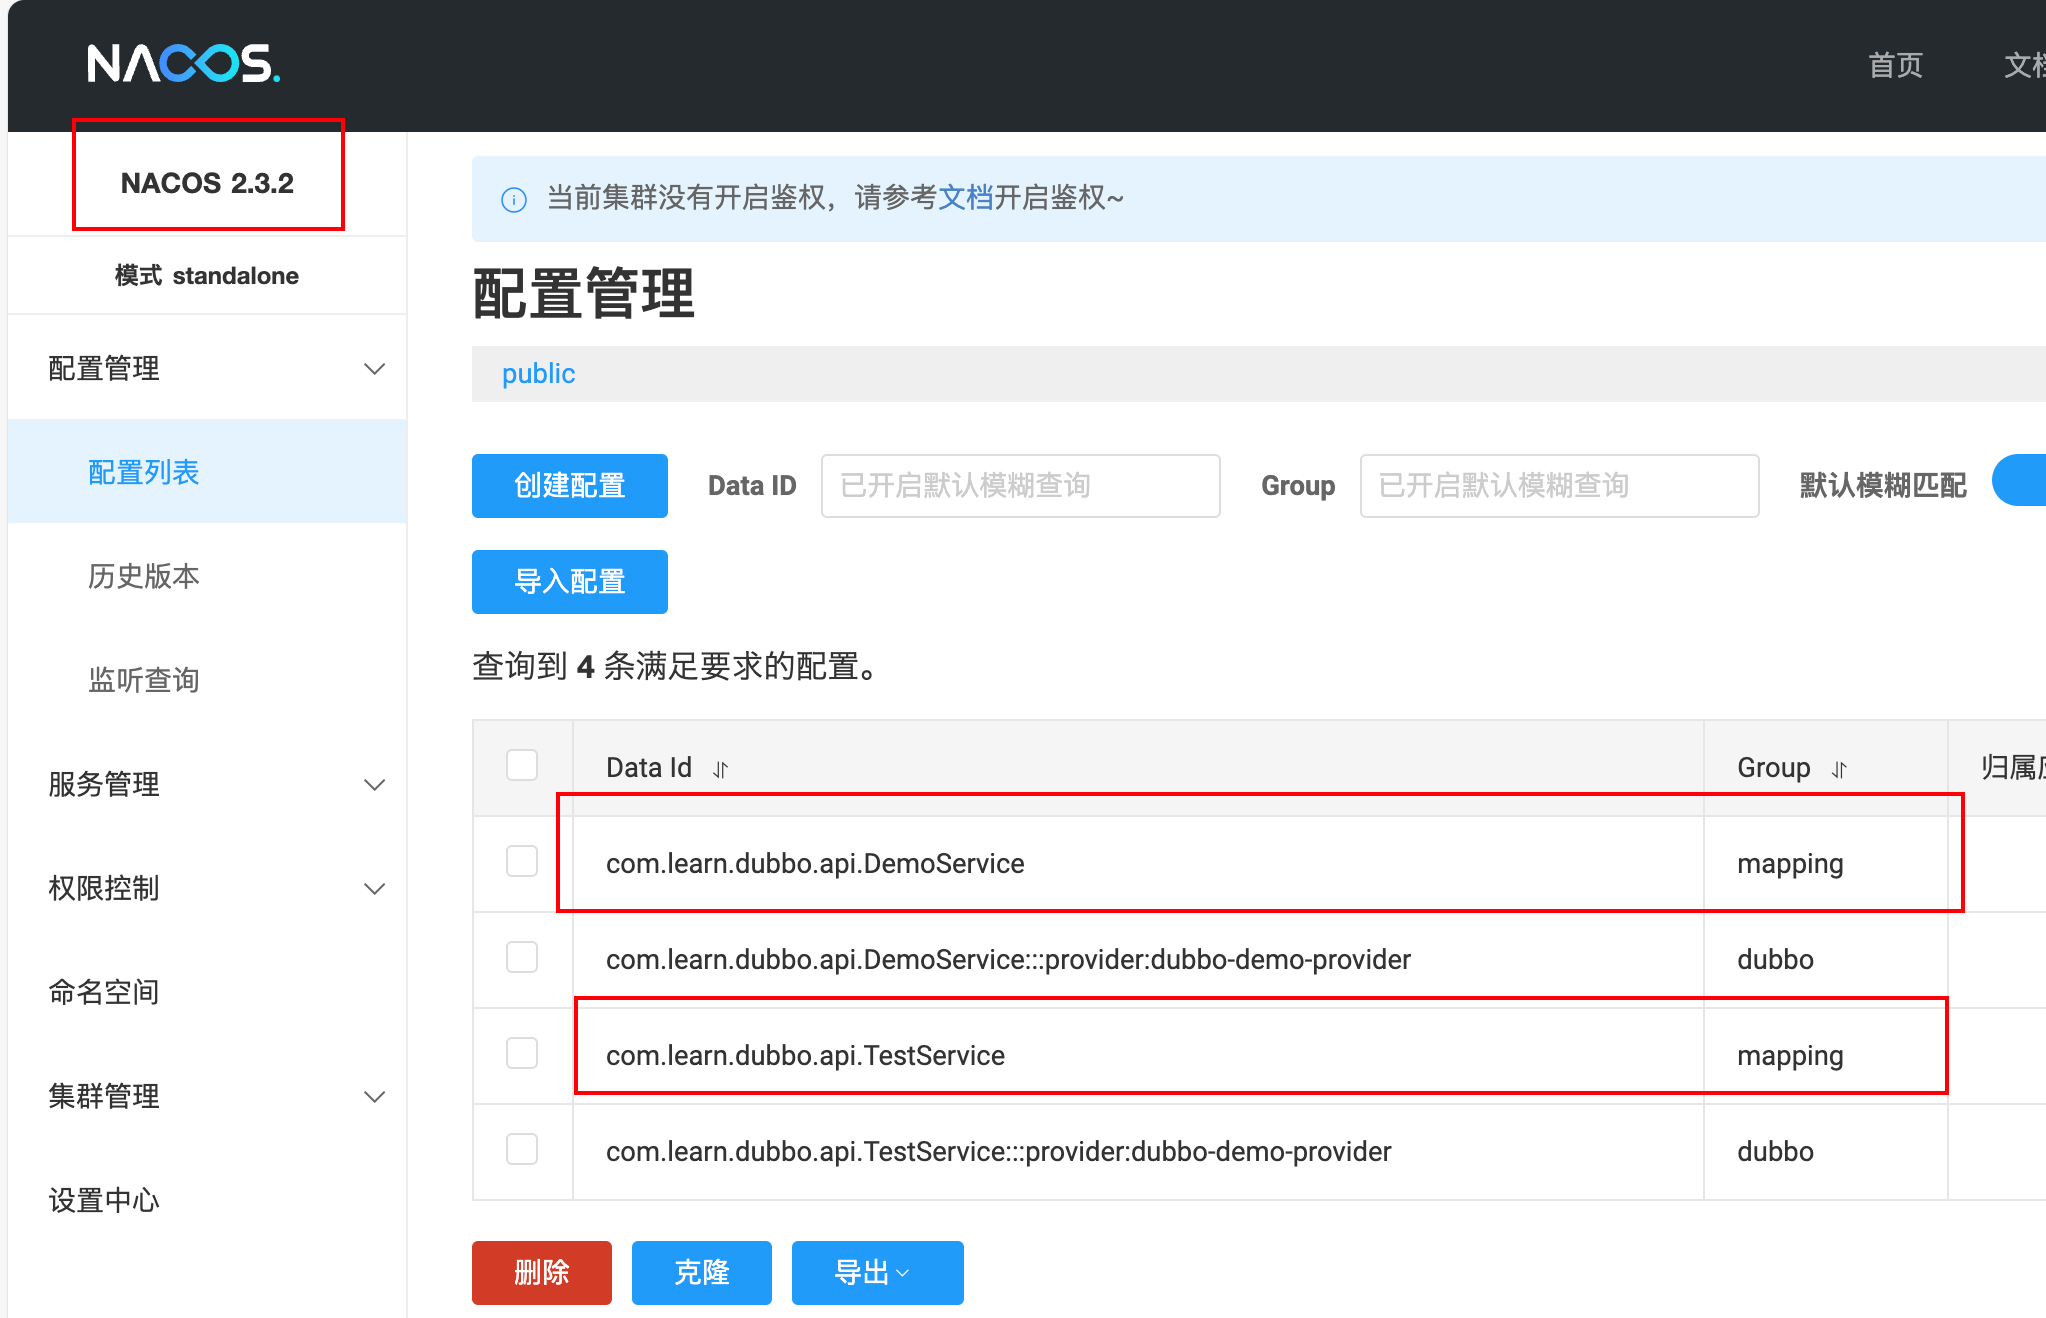 NACOS.
首页
NACOS 2.3.2
模式 standalone
配置管理
配置列表
历史版本
监听查询
服务管理
权限控制
命名空间
集群管理
设置中心
当前集群没有开启鉴权，请参考文档开启鉴权~
配置管理
public
创建配置 Data ID 已开启默认模糊查询 Group 已开启默认模糊查询 默认模糊匹配
导入配置
查询到 4 条满足要求的配置。
Data Id Group 归属
com.learn.dubbo.api.DemoService mapping
com.learn.dubbo.api.DemoService:::provider:dubbo-demo-provider dubbo
com.learn.dubbo.api.TestService mapping
com.learn.dubbo.api.TestService:::provider:dubbo-demo-provider dubbo
删除 克隆 导出